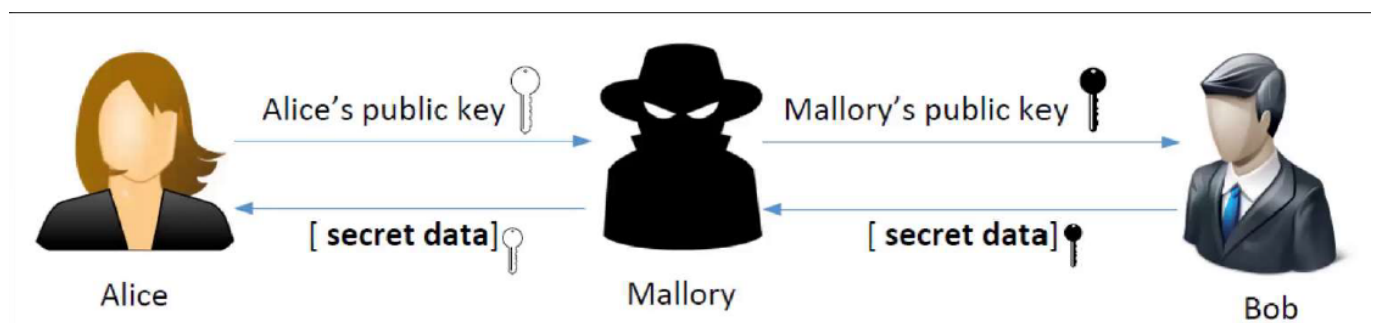 Alice’s public key
Mallory’s public key
[ secret data]
[ secret data]
Alice
Mallory
Bob